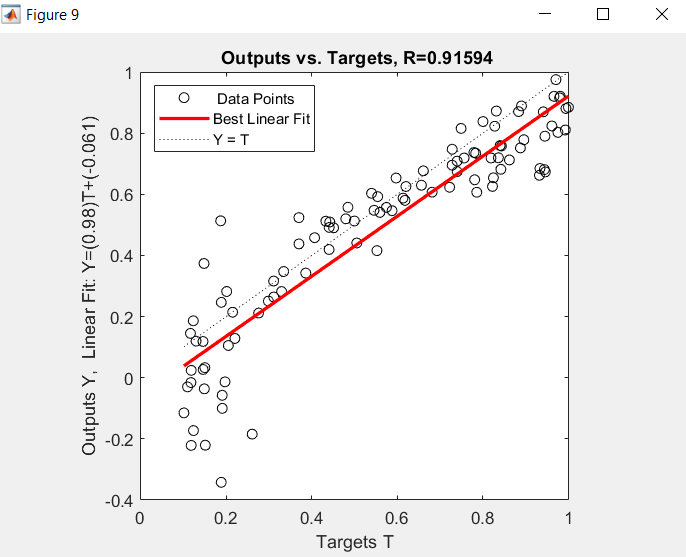 Figure 9
Outputs vs. Targets, R=0.91594
Data Points
Best Linear Fit
Y = T
Outputs Y,  Linear Fit: Y=(0.98)T+(-0.061)
1
0.8
0.6
0.4
0.2
0
-0.2
-0.4
0 0.2 0.4 0.6 0.8 1
Targets T